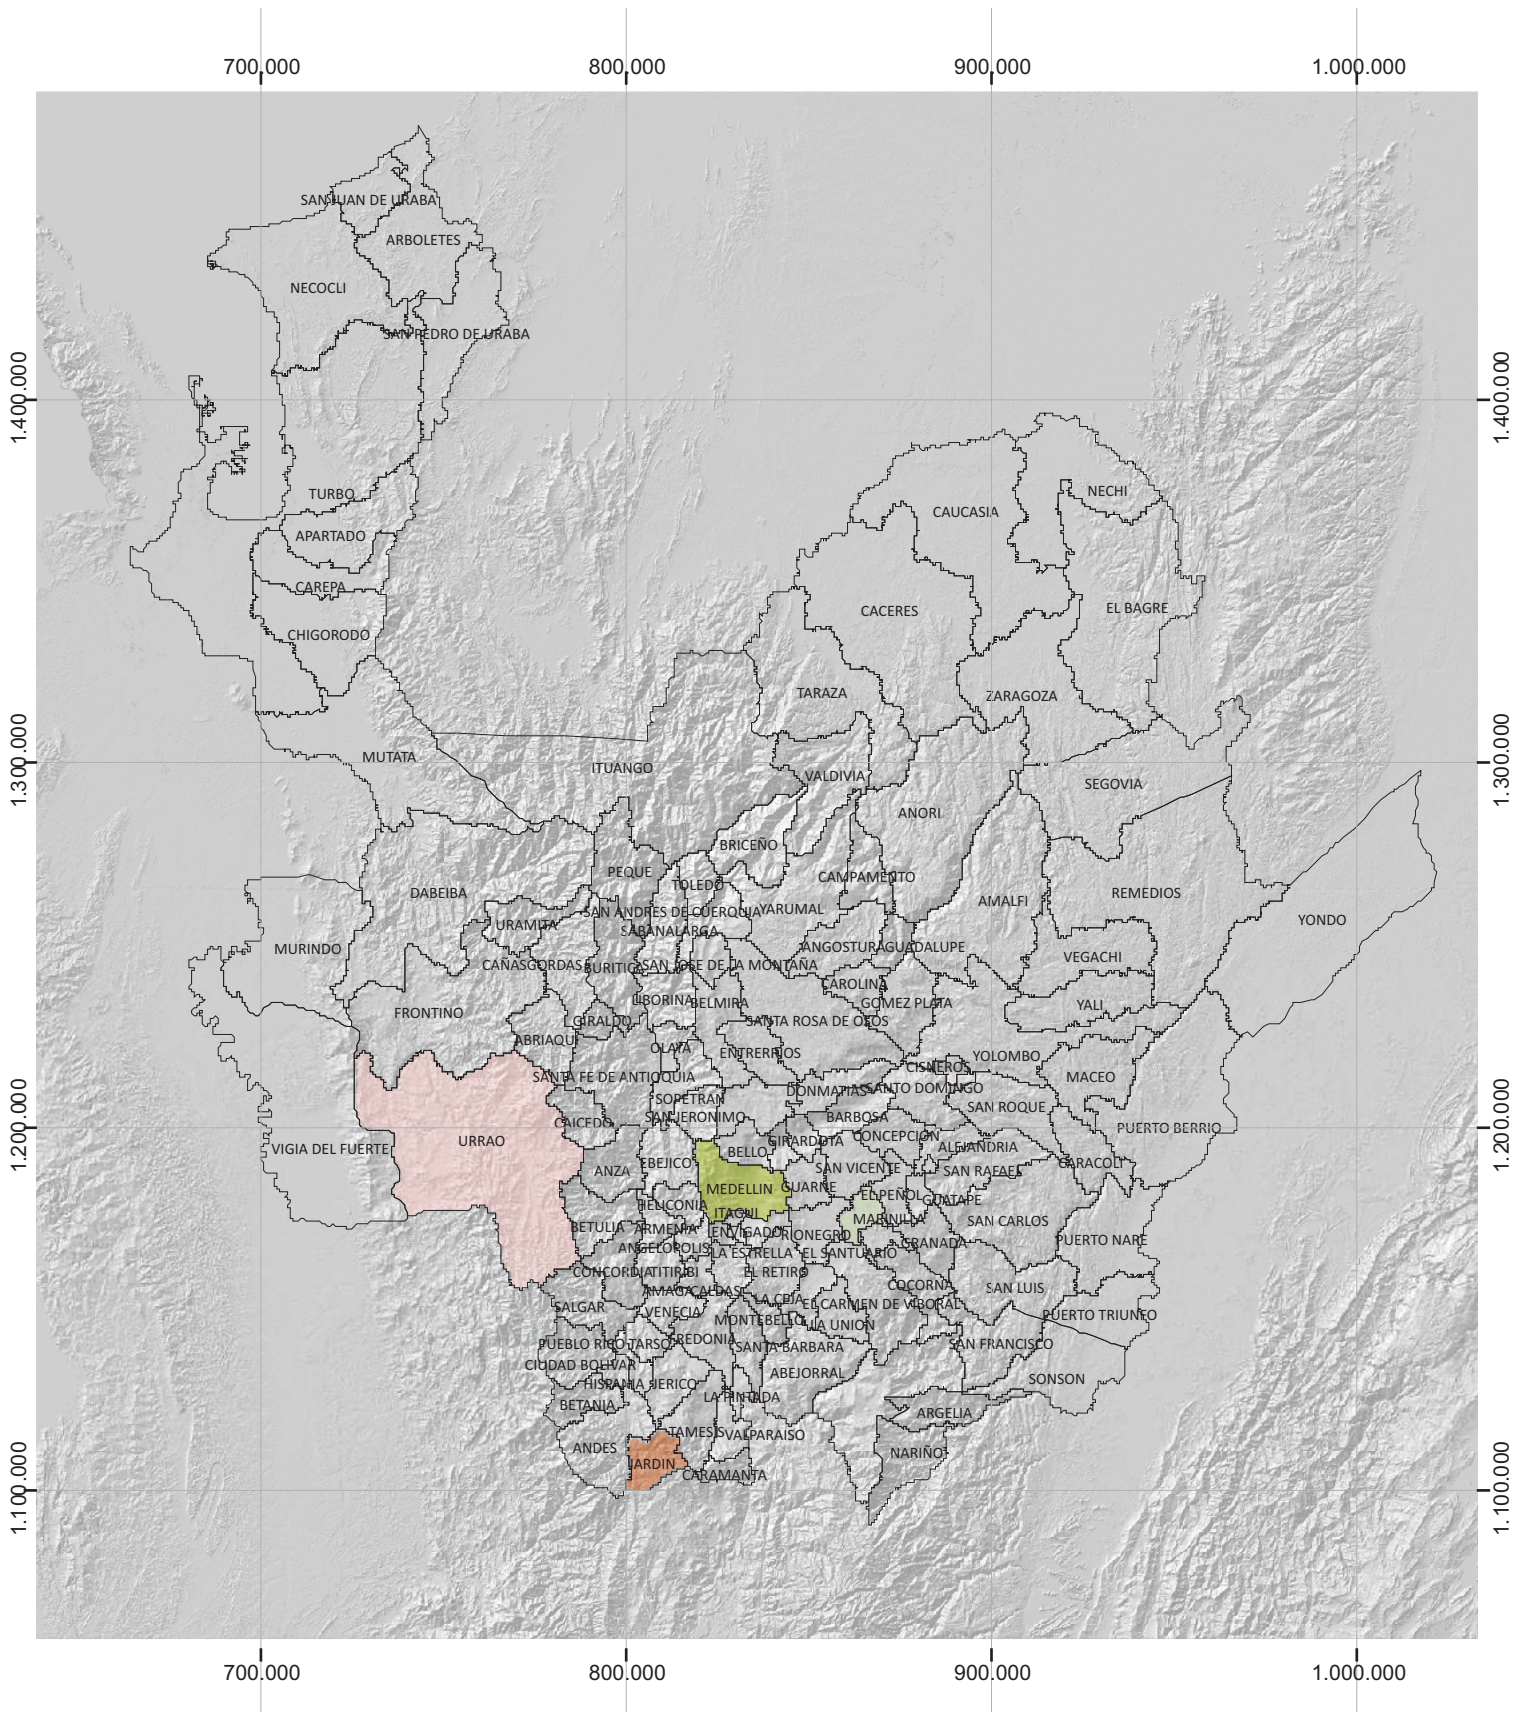 700.000 800.000 900.000 1.000.000
SAN JUAN DE URABA
ARBOLETES
NECOCLI
SAN PEDRO DE URABA
1.400.000 1.400.000
TURBO
NECHI
CAUCASIA
APARTADO
CAREPA
CACERES
EL BAGRE
CHIGORODO
TARAZA
ZARAGOZA
MUTATA
ITUANGO
1.300.000 1.300.000
VALDIVIA
SEGOVIA
ANORI
BRICEÑO
PEQUE
CAMPAMENTO
TOLEDO
DABEIBA
REMEDIOS
AMALFI
YARUMAL
SAN ANDRES DE CUERQUIA
YONDO
URAMITA
SABANALARGA
MURINDO
ANGOSTURA
GUADALUPE
VEGACHI
CAÑASGORDAS
BURITICA
SAN JOSE DE LA MONTAÑA
CAROLINA
LIBORINA
BELMIRA
GOMEZ PLATA
YALI
FRONTINO
GIRALDO
SANTA ROSA DE OSOS
ABRIAQUI
OLAYA
ENTRERRIOS
YOLOMBO
CISNEROS
SANTA FE DE ANTIOQUIA
MACEO
DONMATIAS
SANTO DOMINGO
SOPETRAN
SAN ROQUE
SAN JERONIMO
BARBOSA
CAICEDO
1.200.000 1.200.000
PUERTO BERRIO
URRAO
GIRARDOTA
CONCEPCION
VIGIA DEL FUERTE
BELLO
ALEJANDRIA
EBEJICO
CARACOLI
ANZA
SAN VICENTE
SAN RAFAEL
MEDELLIN
GUARNE
EL PEÑOL
GUATAPE
HELICONIA
ITAGUI
MARINILLA
SAN CARLOS
BETULIA
ARMENIA
ENVIGADO
RIONEGRO
PUERTO NARE
ANGELOPOLIS
LA ESTRELLA
EL SANTUARIO
GRANADA
CONCORDIA
TITIRIBI
EL RETIRO
AMAGA
CALDAS
COCORNA
SAN LUIS
LA CEJA
EL CARMEN DE VIBORAL
SALGAR
VENECIA
MONTEBELLO
LA UNION
PUERTO TRIUNFO
PUEBLO RICO
TARSO
FREDONIA
SANTA BARBARA
SAN FRANCISCO
CIUDAD BOLIVAR
ABEJORRAL
SONSON
HISPANIA
JERICO
LA PINTADA
BETANIA
ARGELIA
TAMESIS
VALPARAISO
ANDES
NARIÑO
JARDIN
CARAMANTA
1.100.000 1.100.000
700.000 800.000 900.000 1.000.000